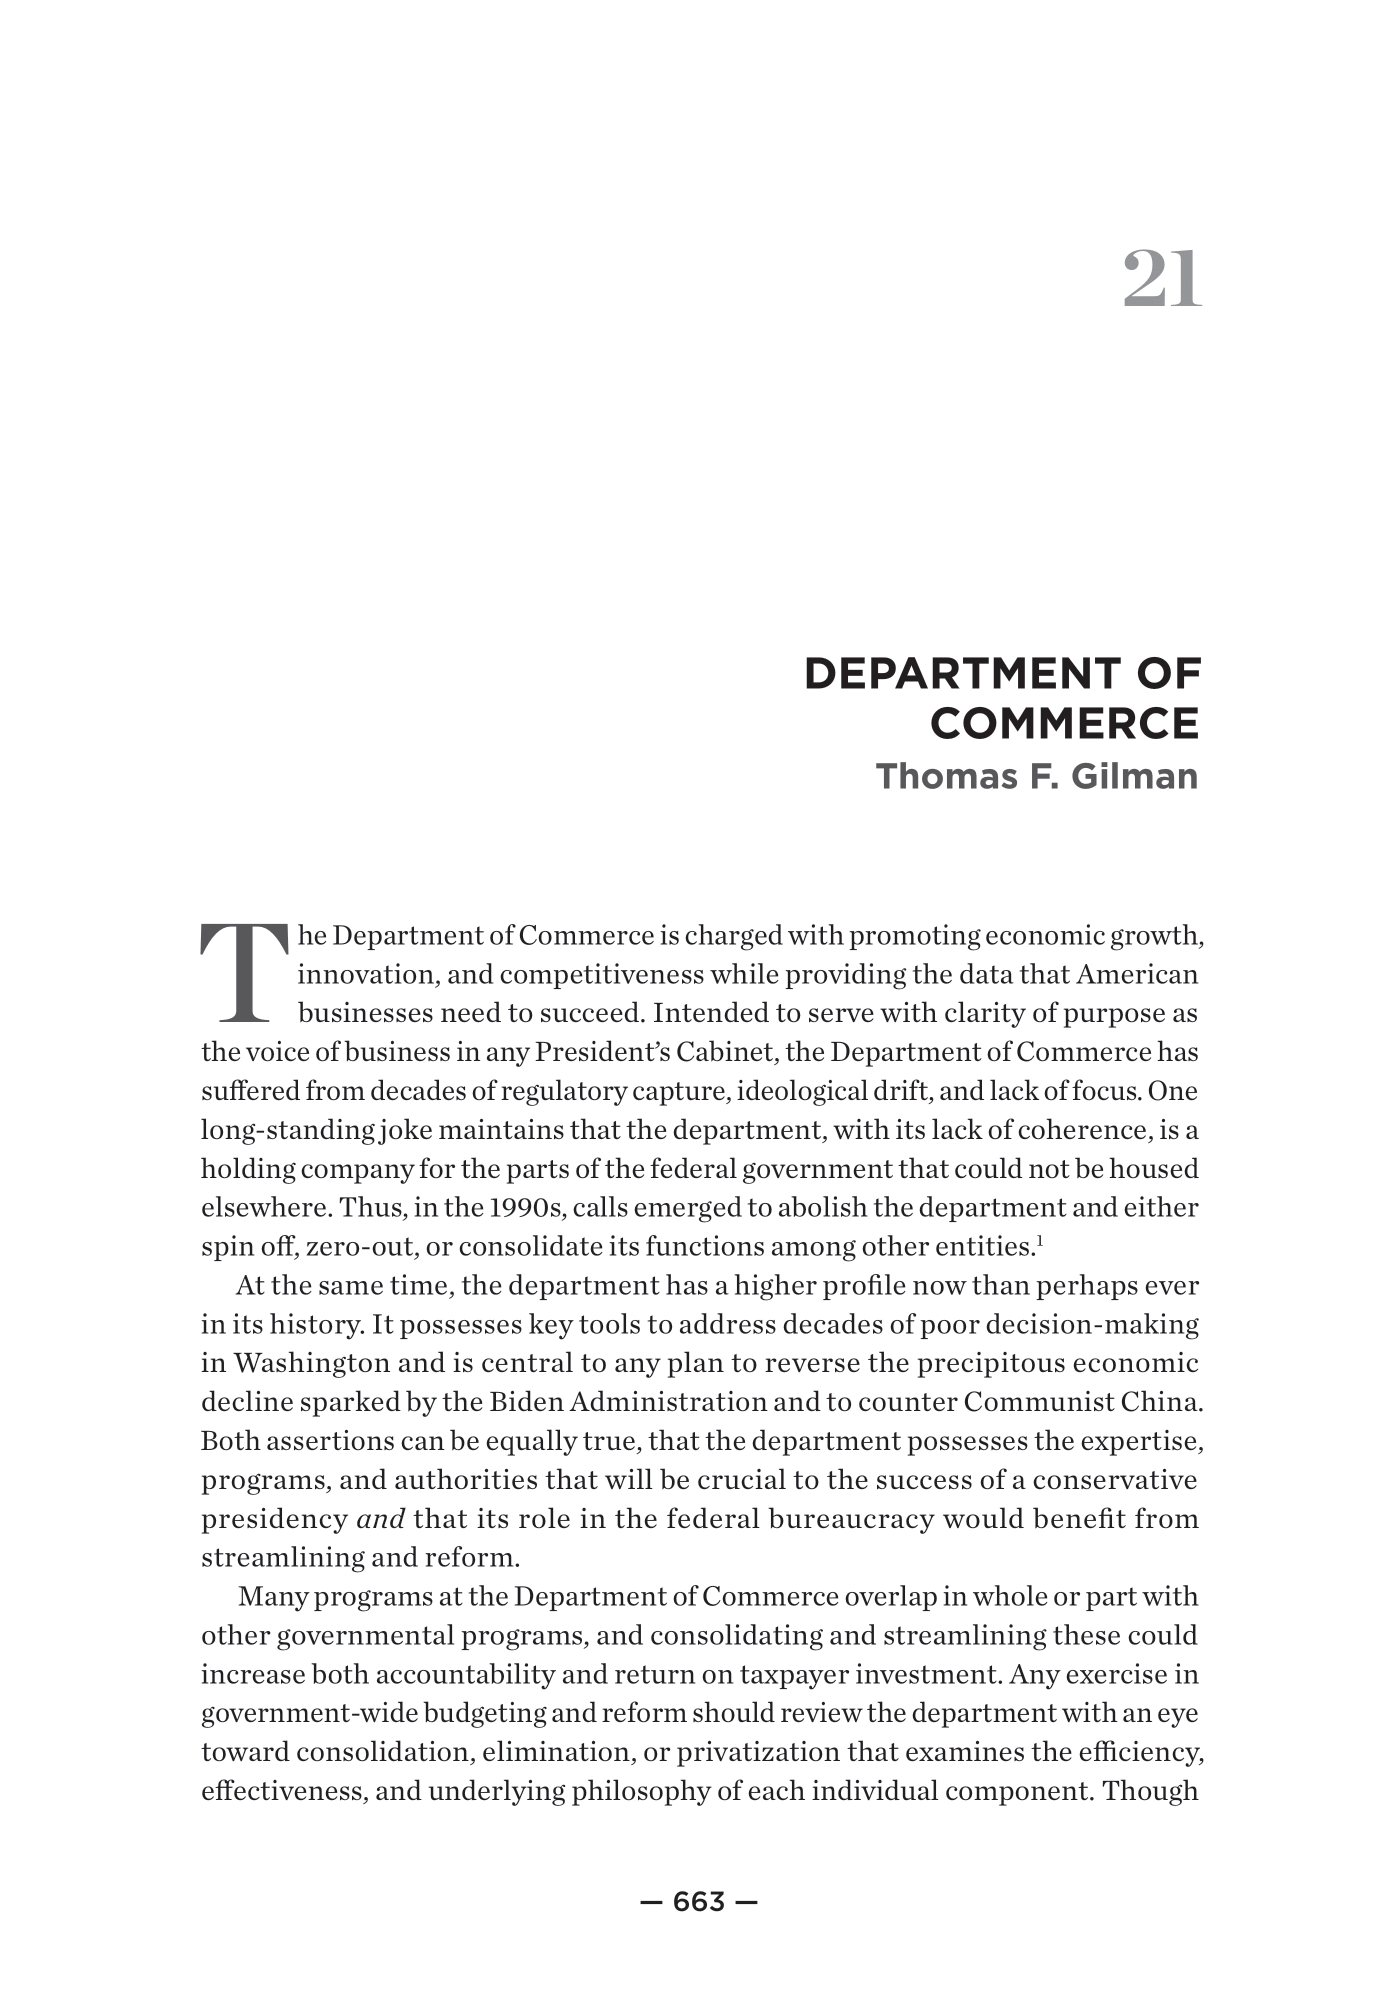 21
DEPARTMENT OF
COMMERCE
Thomas F. Gilman
The Department of Commerce is charged with promoting economic growth,
innovation, and competitiveness while providing the data that American
businesses need to succeed. Intended to serve with clarity of purpose as
the voice of business in any President’s Cabinet, the Department of Commerce has
suffered from decades of regulatory capture, ideological drift, and lack of focus. One
long-standing joke maintains that the department, with its lack of coherence, is a
holding company for the parts of the federal government that could not be housed
elsewhere. Thus, in the 1990s, calls emerged to abolish the department and either
spin off, zero-out, or consolidate its functions among other entities.¹
At the same time, the department has a higher profile now than perhaps ever
in its history. It possesses key tools to address decades of poor decision-making
in Washington and is central to any plan to reverse the precipitous economic
decline sparked by the Biden Administration and to counter Communist China.
Both assertions can be equally true, that the department possesses the expertise,
programs, and authorities that will be crucial to the success of a conservative
presidency and that its role in the federal bureaucracy would benefit from
streamlining and reform.
Many programs at the Department of Commerce overlap in whole or part with
other governmental programs, and consolidating and streamlining these could
increase both accountability and return on taxpayer investment. Any exercise in
government-wide budgeting and reform should review the department with an eye
toward consolidation, elimination, or privatization that examines the efficiency,
effectiveness, and underlying philosophy of each individual component. Though
— 663 —